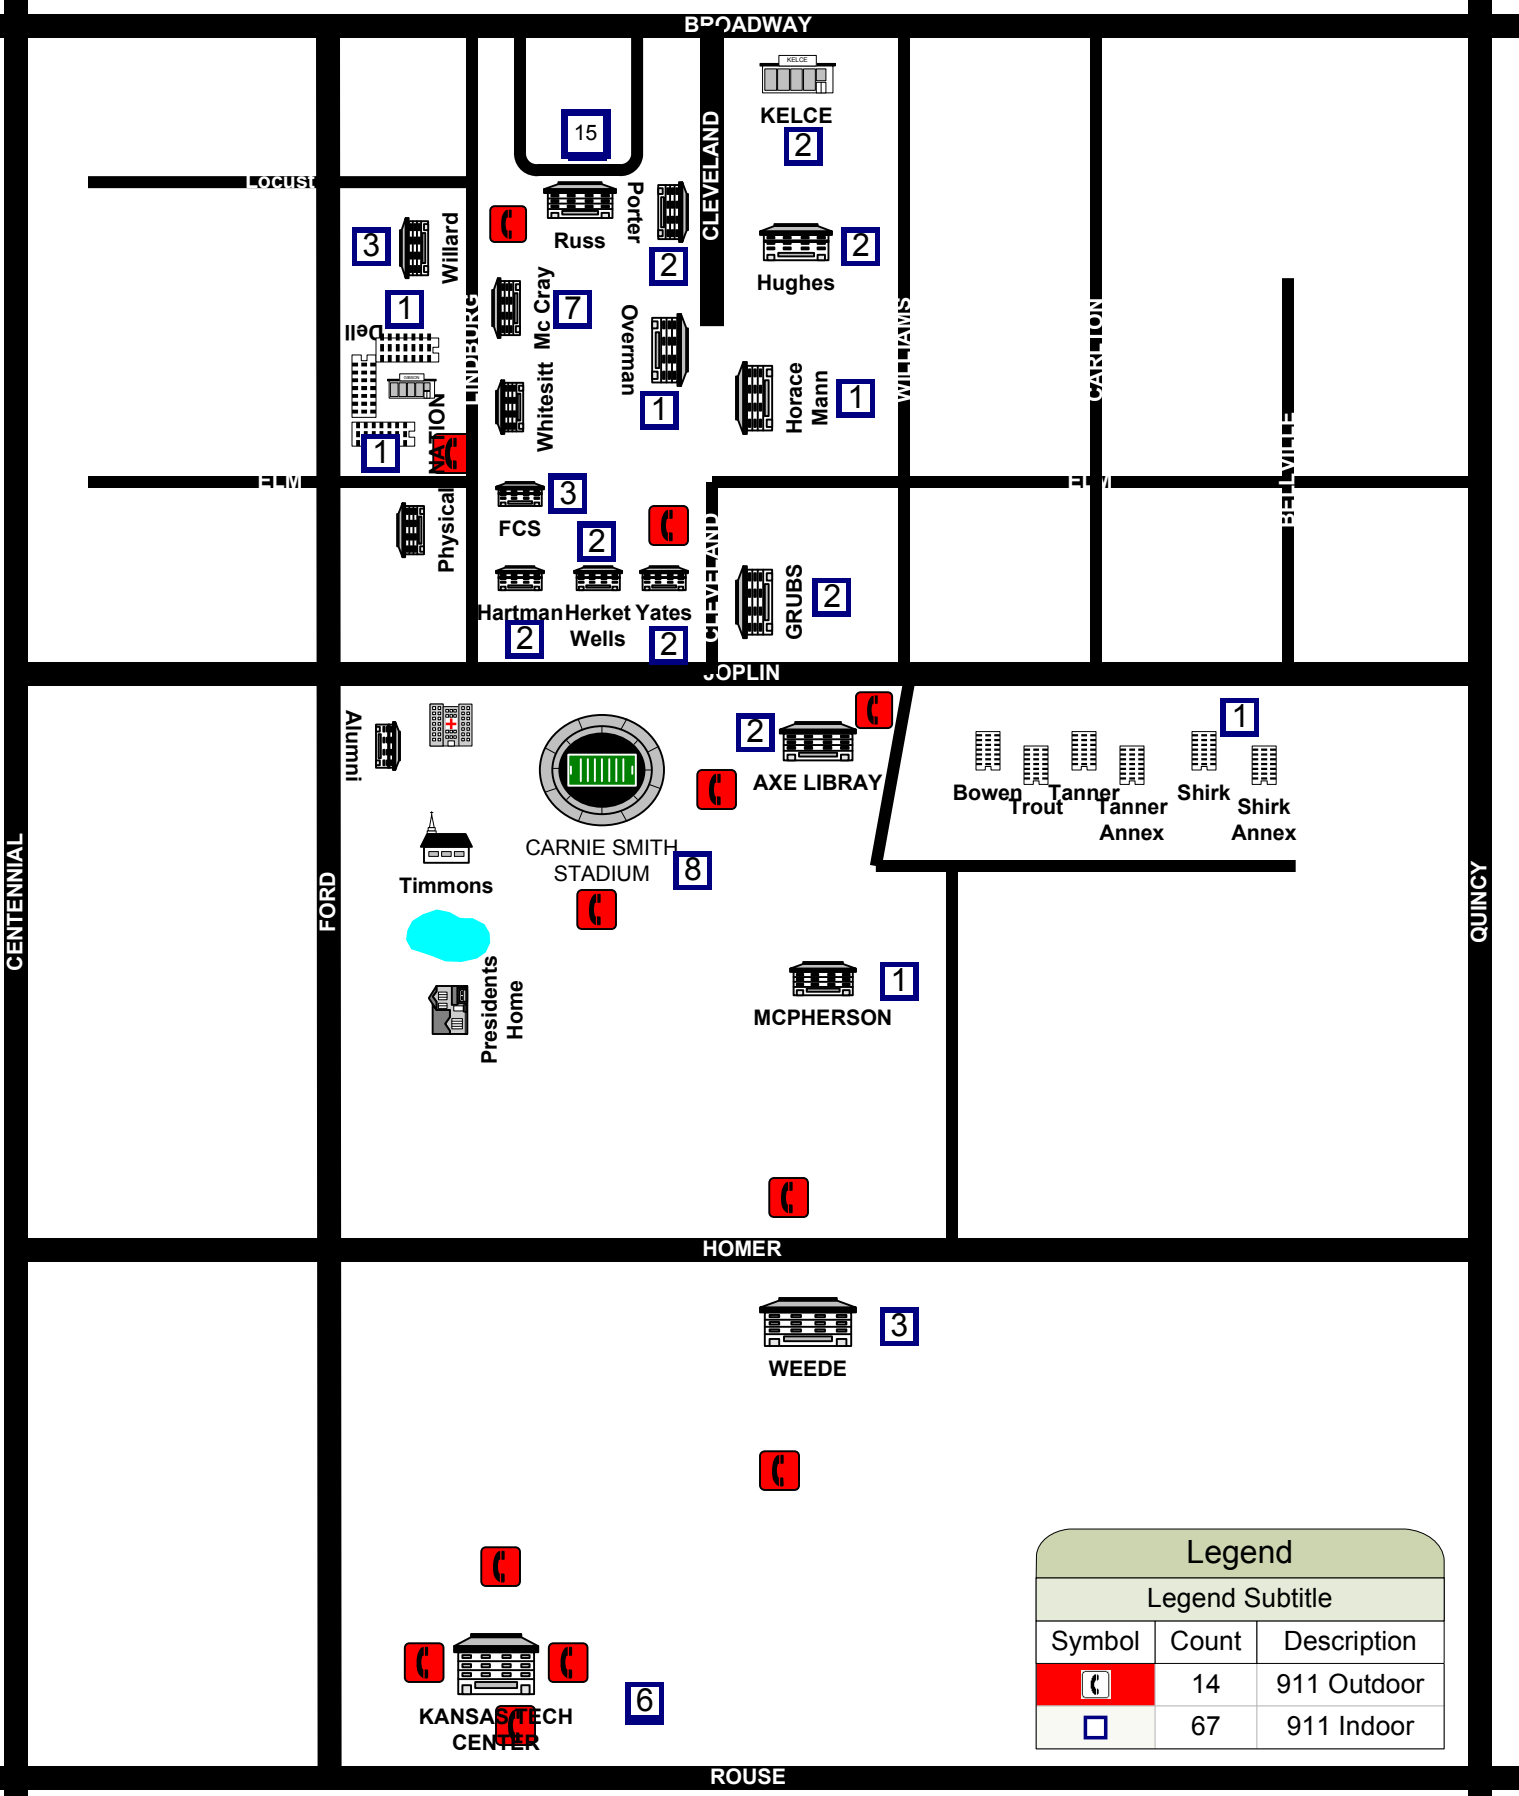 BROADWAY
KELCE
KELCE
2
15
CLEVELAND
Locust
Porter
Russ
2
Willard
3
Hughes
2
1
Mc Cray
7
Dell
LINDBURG
Overman
WILLIAMS
CARLTON
Whitesitt
1
Horace
Mann
1
NATION
1
BELLVILLE
ELM
ELM
Physical
3
FCS
2
CLEVELAND
GRUBS
2
Hartman
Herket
Wells
Yates
2
2
JOPLIN
Alumni
2
AXE LIBRAY
1
Bowen
Trout
Tanner
Tanner
Annex
Shirk
Shirk
Annex
CARNIE SMITH
STADIUM
8
Timmons
CENTENNIAL
FORD
QUINCY
Presidents
Home
1
MCPHERSON
HOMER
3
WEEDE
KANSAS TECH
CENTER
6
Legend
Legend Subtitle
Symbol Count Description
14 911 Outdoor
67 911 Indoor
ROUSE